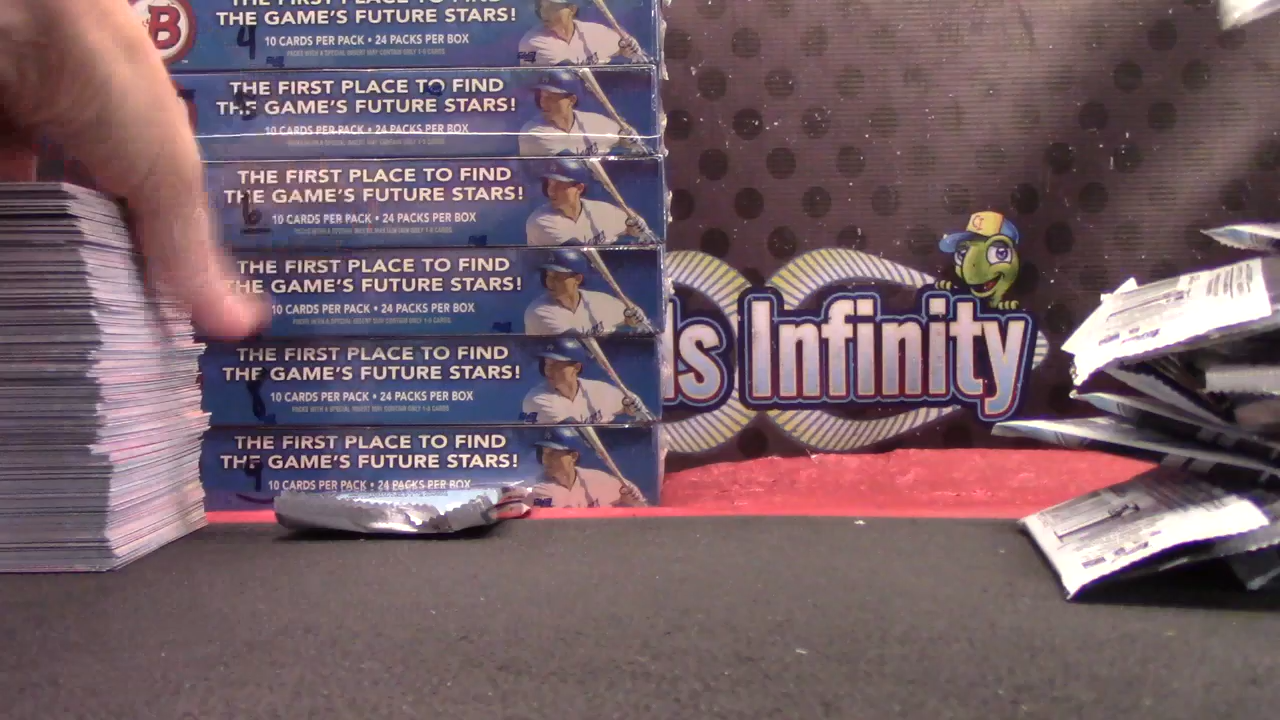 B
THE GAME'S FUTURE STARS!
4
10 CARDS PER PACK • 24 PACKS PER BOX
THE FIRST PLACE TO FIND
THE GAME'S FUTURE STARS!
5
10 CARDS PER PACK • 24 PACKS PER BOX
THE FIRST PLACE TO FIND
THE GAME'S FUTURE STARS!
6
10 CARDS PER PACK • 24 PACKS PER BOX
THE FIRST PLACE TO FIND
THE GAME'S FUTURE STARS!
10 CARDS PER PACK • 24 PACKS PER BOX
THE FIRST PLACE TO FIND
THE GAME'S FUTURE STARS!
10 CARDS PER PACK • 24 PACKS PER BOX
THE FIRST PLACE TO FIND
THE GAME'S FUTURE STARS!
9
10 CARDS PER PACK • 24 PACKS PER BOX
ds Infinity